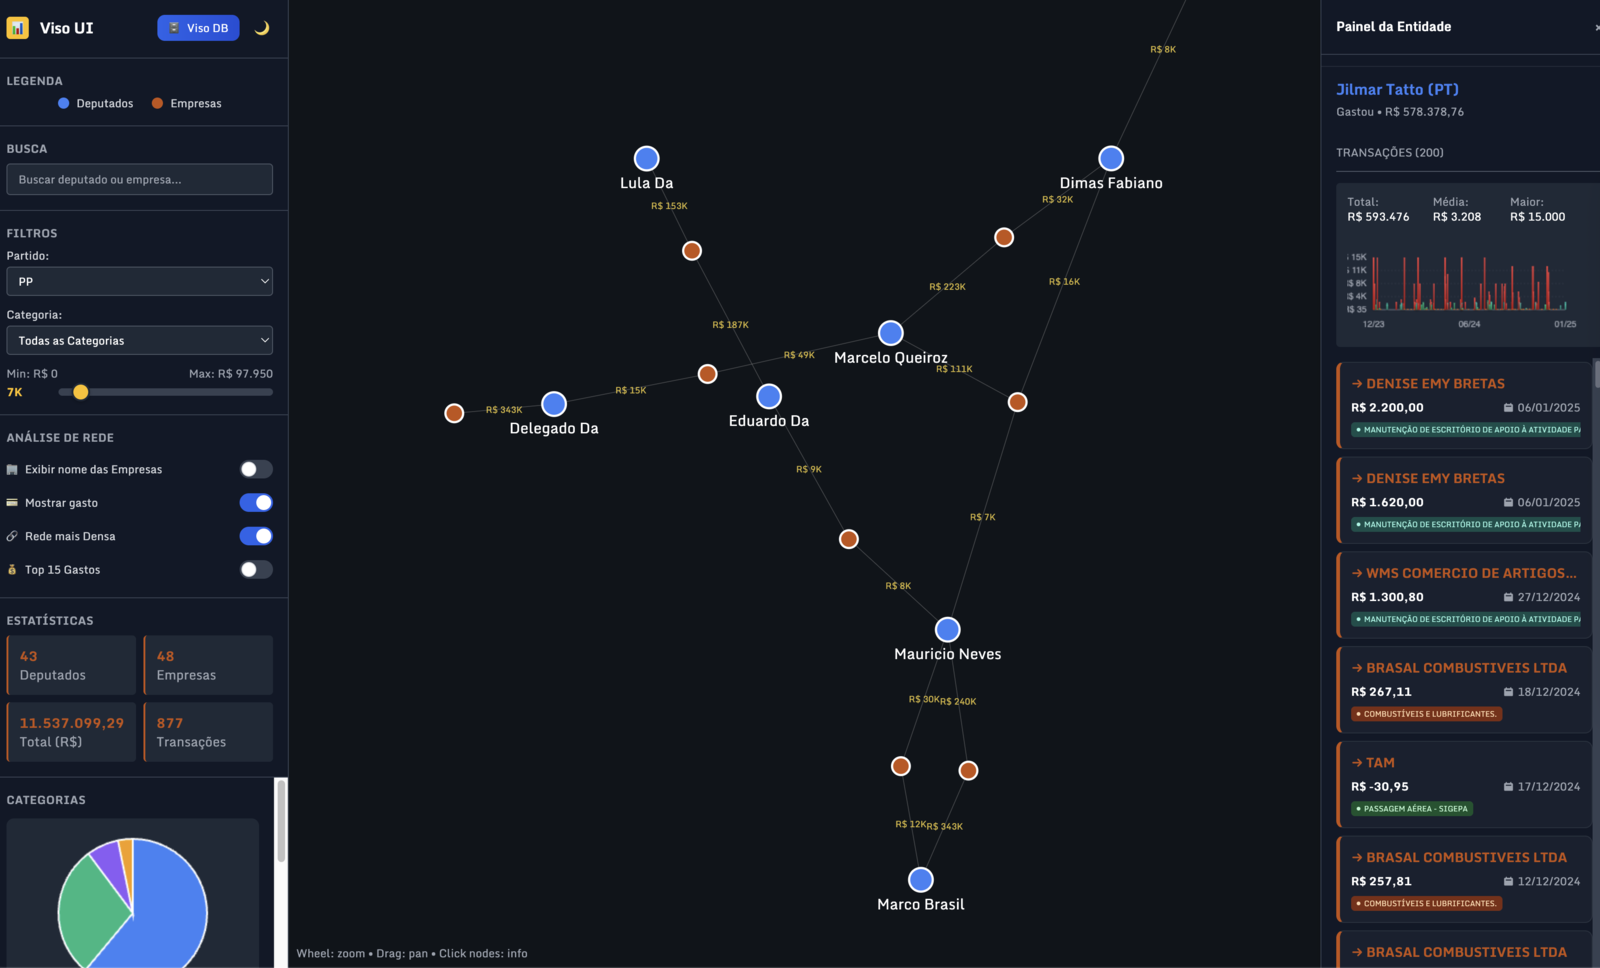 Viso UI
Viso DB
LEGENDA
Deputados
Empresas
BUSCA
Buscar deputado ou empresa...
FILTROS
Partido:
PP
Categoria:
Todas as Categorias
Min: R$ 0
Max: R$ 97.950
7K
ANÁLISE DE REDE
Exibir nome das Empresas
Mostrar gasto
Rede mais Densa
Top 15 Gastos
ESTATÍSTICAS
43
Deputados
48
Empresas
11.537.099,29
Total (R$)
877
Transações
CATEGORIAS
R$ 8K
Lula Da
Dimas Fabiano
R$ 153K
R$ 32K
R$ 16K
R$ 223K
R$ 187K
Marcelo Queiroz
R$ 49K
R$ 111K
R$ 15K
R$ 343K
Delegado Da
Eduardo Da
R$ 9K
R$ 7K
R$ 8K
Mauricio Neves
R$ 30K
R$ 240K
R$ 12K
R$ 343K
Marco Brasil
Wheel: zoom • Drag: pan • Click nodes: info
Painel da Entidade
Jilmar Tatto (PT)
Gastou • R$ 578.378,76
TRANSAÇÕES (200)
Total:
R$ 593.476
Média:
R$ 3.208
Maior:
R$ 15.000
15K
11K
$ 8K
$ 4K
$ 35
12/23
06/24
01/25
→ DENISE EMY BRETAS
R$ 2.200,00
06/01/2025
• MANUTENÇÃO DE ESCRITÓRIO DE APOIO À ATIVIDADE PA
→ DENISE EMY BRETAS
R$ 1.620,00
06/01/2025
• MANUTENÇÃO DE ESCRITÓRIO DE APOIO À ATIVIDADE PA
→ WMS COMERCIO DE ARTIGOS...
R$ 1.300,80
27/12/2024
• MANUTENÇÃO DE ESCRITÓRIO DE APOIO À ATIVIDADE PA
→ BRASAL COMBUSTIVEIS LTDA
R$ 267,11
18/12/2024
• COMBUSTÍVEIS E LUBRIFICANTES.
→ TAM
R$ -30,95
17/12/2024
• PASSAGEM AÉREA - SIGEPA
→ BRASAL COMBUSTIVEIS LTDA
R$ 257,81
12/12/2024
• COMBUSTÍVEIS E LUBRIFICANTES.
→ BRASAL COMBUSTIVEIS LTDA